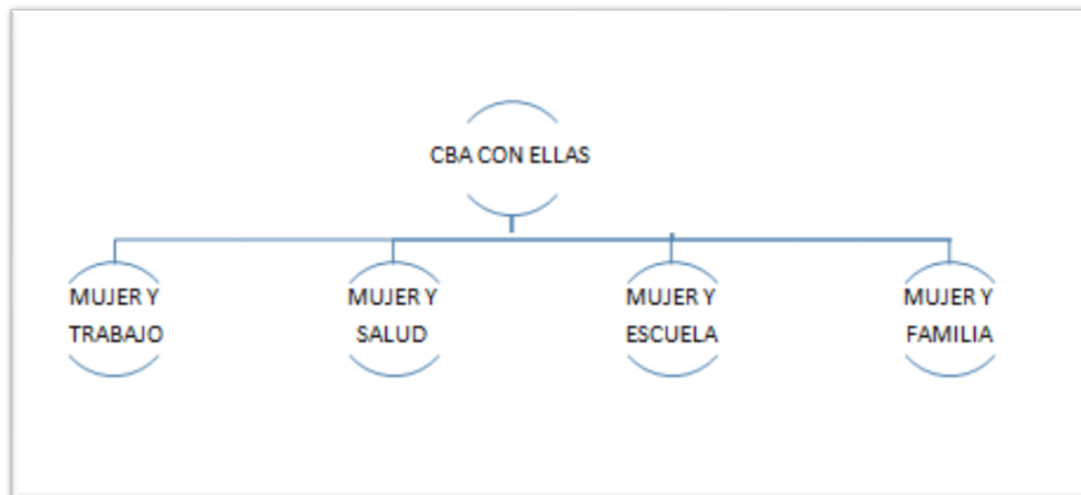 CBA CON ELLAS
MUJER Y
TRABAJO
MUJER Y
SALUD
MUJER Y
ESCUELA
MUJER Y
FAMILIA